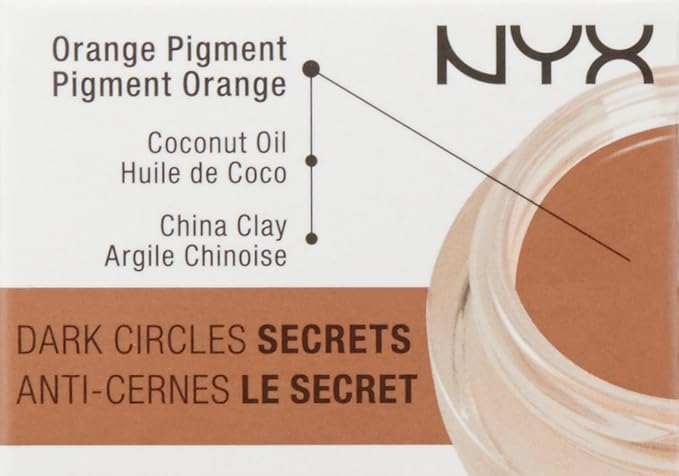 Orange Pigment
Pigment Orange
NYX
Coconut Oil
Huile de Coco
China Clay
Argile Chinoise
DARK CIRCLES SECRETS
ANTI-CERNES LE SECRET